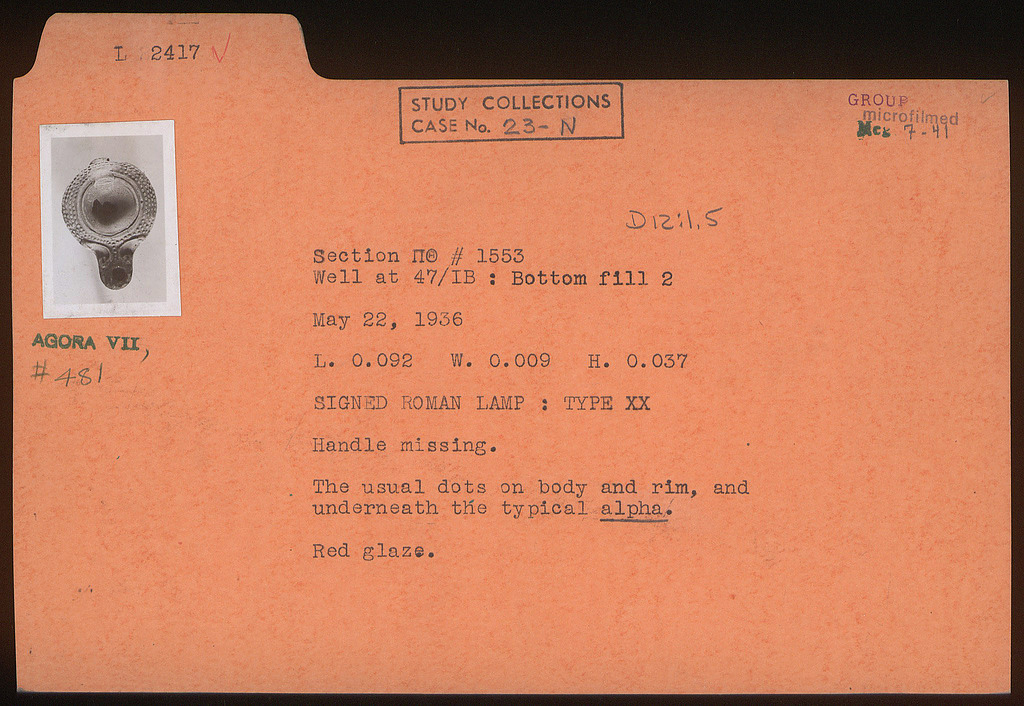 L 2417 √
STUDY COLLECTIONS
CASE No. 23-N
GROUP
microfilmed
7-41
D12:1,5
Section ΠΘ # 1553
Well at 47/ΙΒ : Bottom fill 2
May 22, 1936
AGORA VII,
# 481
L. 0.092 W. 0.009 H. 0.037
SIGNED ROMAN LAMP : TYPE XX
Handle missing.
The usual dots on body and rim, and
underneath the typical alpha.
Red glaze.